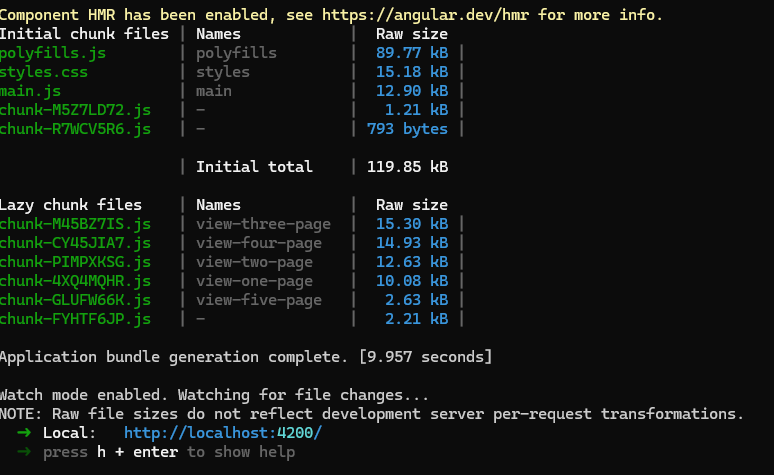 Component HMR has been enabled, see https://angular.dev/hmr for more info.
Initial chunk files | Names | Raw size
polyfills.js | polyfills | 89.77 kB |
styles.css | styles | 15.18 kB |
main.js | main | 12.90 kB |
chunk-M5Z7LD72.js | - | 1.21 kB |
chunk-R7WCV5R6.js | - | 793 bytes |
| Initial total | 119.85 kB
Lazy chunk files | Names | Raw size
chunk-M45BZ7IS.js | view-three-page | 15.30 kB |
chunk-CY45JIA7.js | view-four-page | 14.93 kB |
chunk-PIMPXKSG.js | view-two-page | 12.63 kB |
chunk-4XQ4MQHR.js | view-one-page | 10.08 kB |
chunk-GLUFW66K.js | view-five-page | 2.63 kB |
chunk-FYHTF6JP.js | - | 2.21 kB |
Application bundle generation complete. [9.957 seconds]
Watch mode enabled. Watching for file changes...
NOTE: Raw file sizes do not reflect development server per-request transformations.
➜ Local: http://localhost:4200/
➜ press h + enter to show help